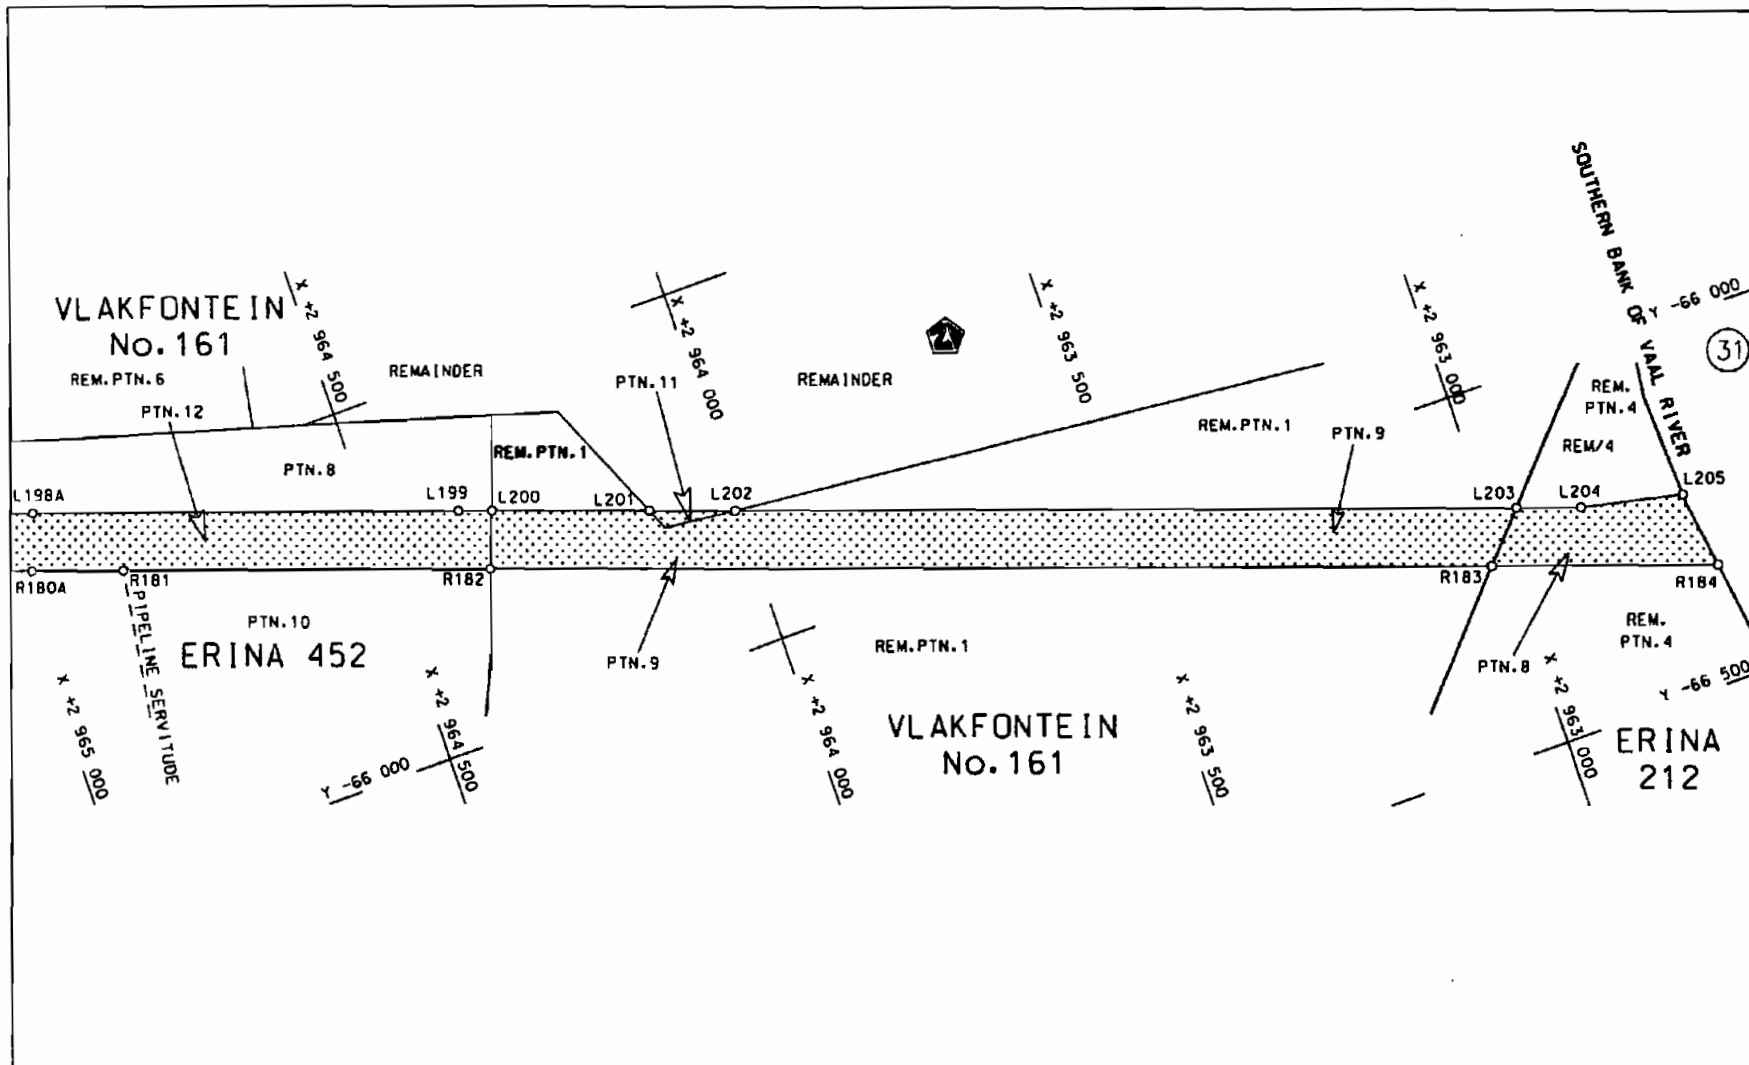 SOUTHERN BANK OF VAAL RIVER
VLAKFONTEIN
No. 161
X +2 964 500
X +2 964 000
X +2 963 500
X +2 963 000
Y -66 000
31
REM.PTN.6
REMAINDER
PTN.11
REMAINDER
REM.
PTN.4
PTN.12
REM.PTN.1
PTN.9
REM/4
PTN.8
REM.PTN.1
L198A
L199
L200
L201
L202
L203
L204
L205
R180A
R181
R182
R183
R184
PIPELINE SERVITUDE
PTN.10
ERINA 452
PTN.9
REM.PTN.1
PTN.8
REM.
PTN.4
X +2 965 000
X +2 964 500
Y -66 000
X +2 964 000
VLAKFONTEIN
No. 161
X +2 963 500
X +2 963 000
Y -66 500
ERINA
212